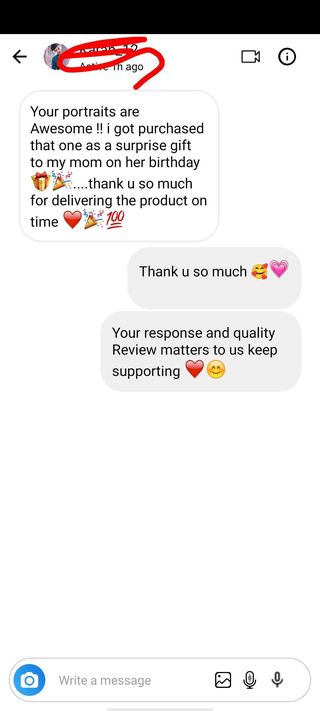 Active 1h ago
Your portraits are
Awesome !! i got purchased
that one as a surprise gift
to my mom on her birthday
🎁🎉....thank u so much
for delivering the product on
time ❤️🎉💯
Thank u so much 🥰💗
Your response and quality
Review matters to us keep
supporting ❤️😊
Write a message